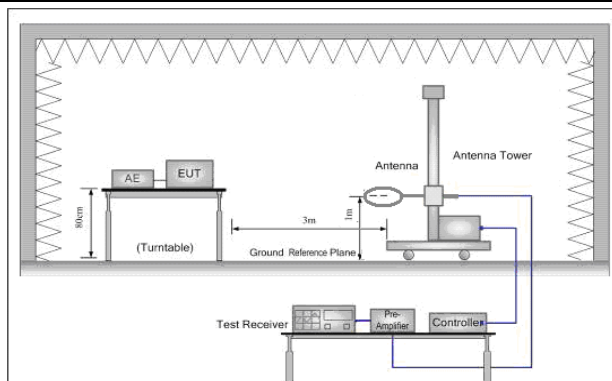 EUT
AE
Antenna
Antenna Tower
80cm
(Turntable)
3m
1m
Ground Reference Plane
Test Receiver
Pre-
Amplifier
Controller